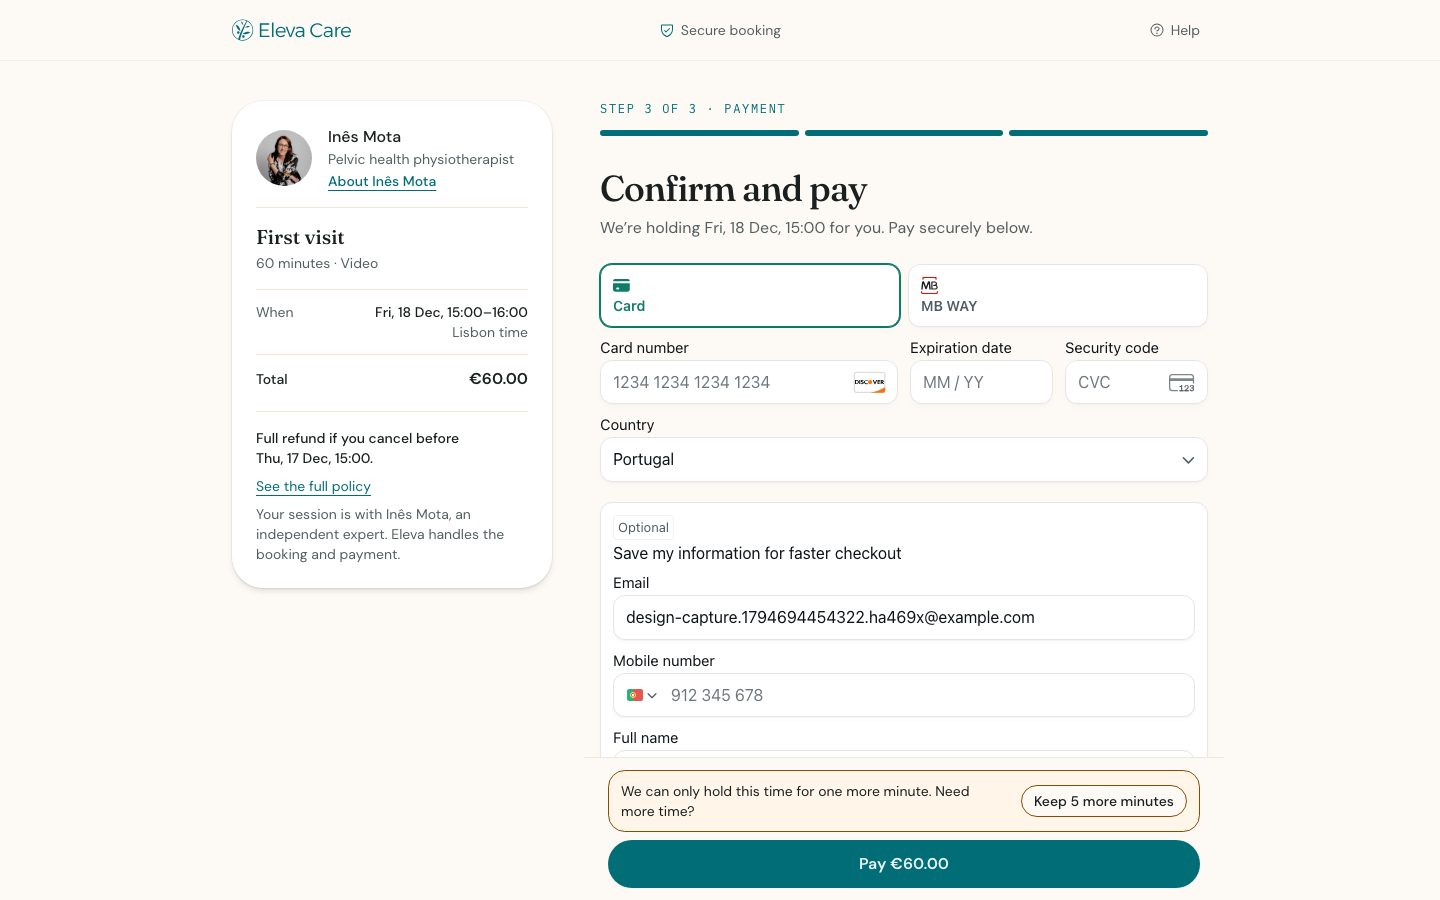 Eleva Care
Secure booking
Help
Inês Mota
Pelvic health physiotherapist
About Inês Mota
First visit
60 minutes · Video
When
Fri, 18 Dec, 15:00–16:00
Lisbon time
Total
€60.00
Full refund if you cancel before
Thu, 17 Dec, 15:00.
See the full policy
Your session is with Inês Mota, an
independent expert. Eleva handles the
booking and payment.
STEP 3 OF 3 · PAYMENT
Confirm and pay
We’re holding Fri, 18 Dec, 15:00 for you. Pay securely below.
Card
MB
MB WAY
Card number
1234 1234 1234 1234
DISCOVER
Expiration date
MM / YY
Security code
CVC
123
Country
Portugal
Optional
Save my information for faster checkout
Email
design-capture.1794694454322.ha469x@example.com
Mobile number
912 345 678
Full name
We can only hold this time for one more minute. Need
more time?
Keep 5 more minutes
Pay €60.00